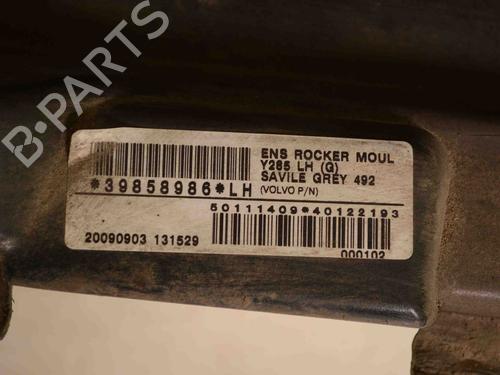 B-PARTS
ENS ROCKER MOUL
Y285 LH (G)
SAVILE GREY 492
*39858986*LH
(VOLVO P/N)
50111409*40122193
20090903 131529
000102